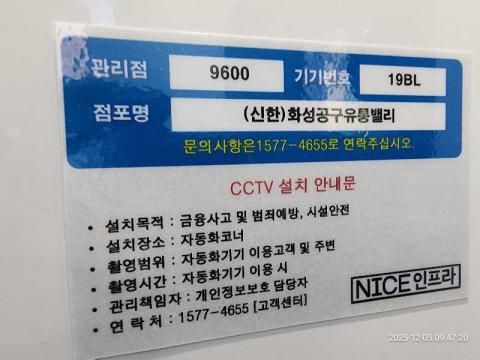 관리점 9600 기기번호 19BL
점포명 (신한)화성공구유통밸리
문의사항은1577-4655로 연락주십시오.
CCTV 설치 안내문
• 설치목적 : 금융사고 및 범죄예방, 시설안전
• 설치장소 : 자동화코너
• 촬영범위 : 자동화기기 이용고객 및 주변
• 촬영시간 : 자동화기기 이용 시
• 관리책임자 : 개인정보보호 담당자
• 연 락 처 : 1577-4655 [고객센터]
NICE인프라
2025-12-05 09:47:20